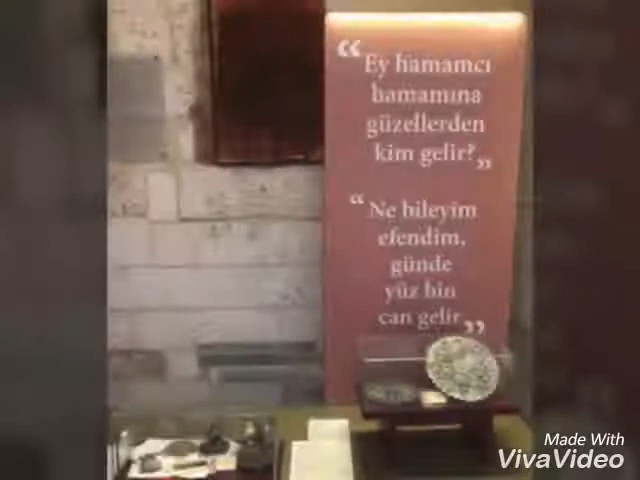 “ Ey hamamcı
hamamına
güzellerden
kim gelir? ”
“ Ne bileyim
efendim,
günde
yüz bin
can gelir ”
Made With
VivaVideo